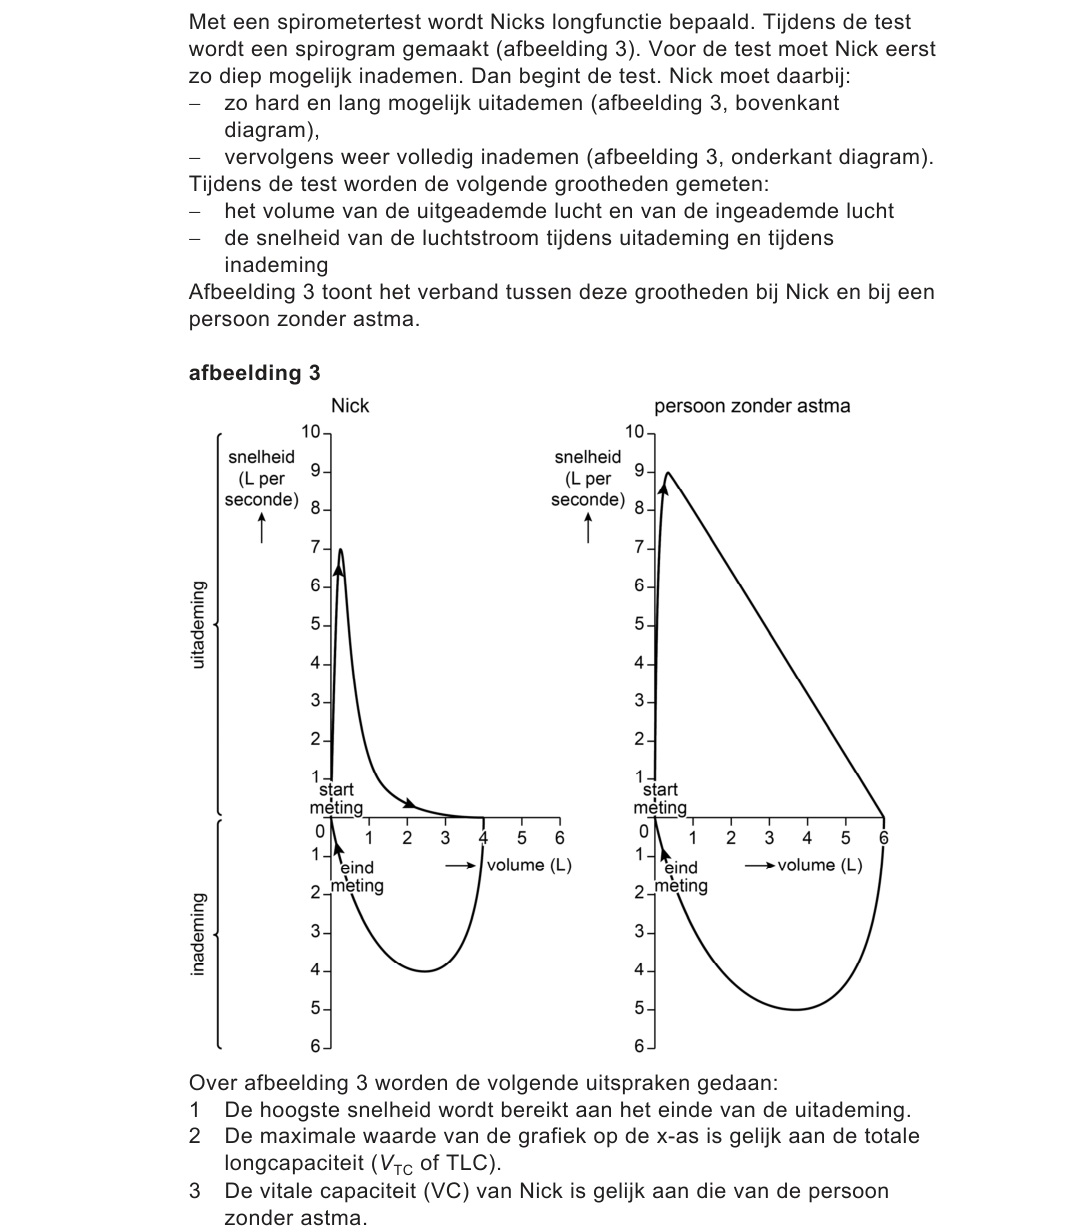 Met een spirometertest wordt Nicks longfunctie bepaald. Tijdens de test
wordt een spirogram gemaakt (afbeelding 3). Voor de test moet Nick eerst
zo diep mogelijk inademen. Dan begint de test. Nick moet daarbij:
– zo hard en lang mogelijk uitademen (afbeelding 3, bovenkant
diagram),
– vervolgens weer volledig inademen (afbeelding 3, onderkant diagram).
Tijdens de test worden de volgende grootheden gemeten:
– het volume van de uitgeademde lucht en van de ingeademde lucht
– de snelheid van de luchtstroom tijdens uitademing en tijdens
inademing
Afbeelding 3 toont het verband tussen deze grootheden bij Nick en bij een
persoon zonder astma.
afbeelding 3
Nick
uitademing
inademing
snelheid
(L per
seconde)
10
9
8
7
6
5
4
3
2
1
start
meting
0 1 2 3 4 5 6
volume (L)
1
eind
2 meting
3
4
5
6
persoon zonder astma
snelheid
(L per
seconde)
10
9
8
7
6
5
4
3
2
1
start
meting
0 1 2 3 4 5 6
volume (L)
1
eind
2 meting
3
4
5
6
Over afbeelding 3 worden de volgende uitspraken gedaan:
1 De hoogste snelheid wordt bereikt aan het einde van de uitademing.
2 De maximale waarde van de grafiek op de x-as is gelijk aan de totale
longcapaciteit (VTC of TLC).
3 De vitale capaciteit (VC) van Nick is gelijk aan die van de persoon
zonder astma.